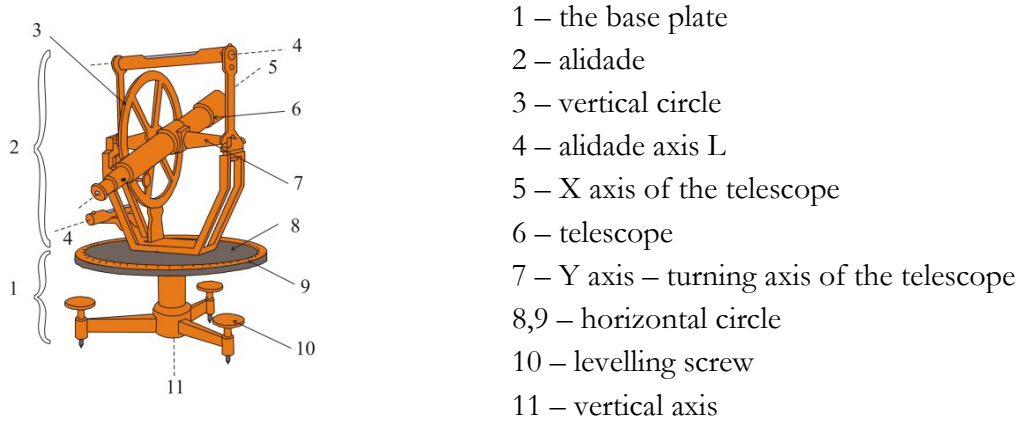 3
4
5
6
2
7
4
8
1
9
10
11
1 – the base plate
2 – alidade
3 – vertical circle
4 – alidade axis L
5 – X axis of the telescope
6 – telescope
7 – Y axis – turning axis of the telescope
8,9 – horizontal circle
10 – levelling screw
11 – vertical axis